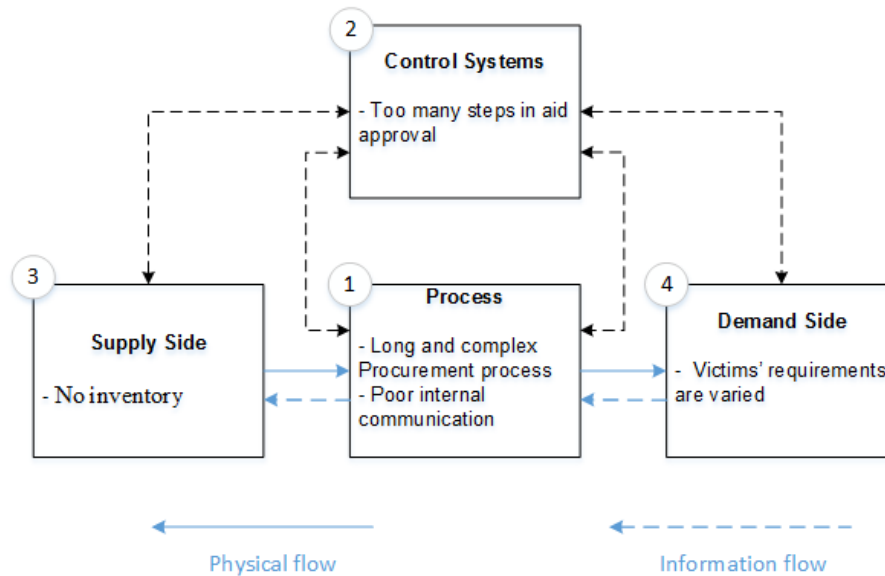 2
Control Systems
- Too many steps in aid
approval
3
Supply Side
- No inventory
1
Process
- Long and complex
Procurement process
- Poor internal
communication
4
Demand Side
- Victims' requirements
are varied
Physical flow
Information flow